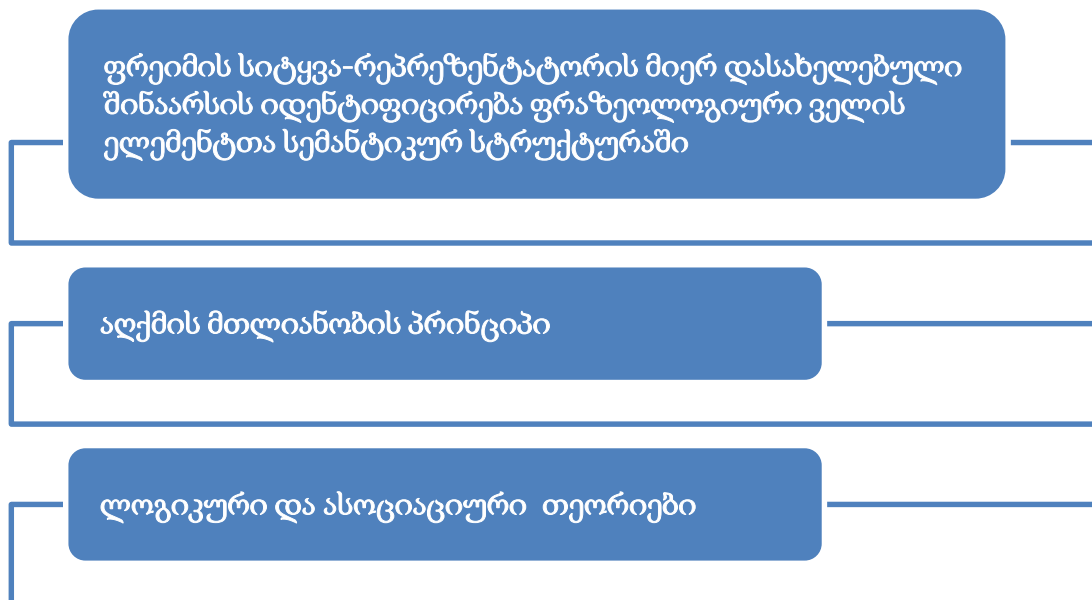 ფრეიმის სიტყვა-რეპრეზენტატორის მიერ დასახელებული
შინაარსის იდენტიფიცირება ფრაზეოლოგიური ველის
ელემენტთა სემანტიკურ სტრუქტურაში
აღქმის მთლიანობის პრინციპი
ლოგიკური და ასოციაციური თეორიები